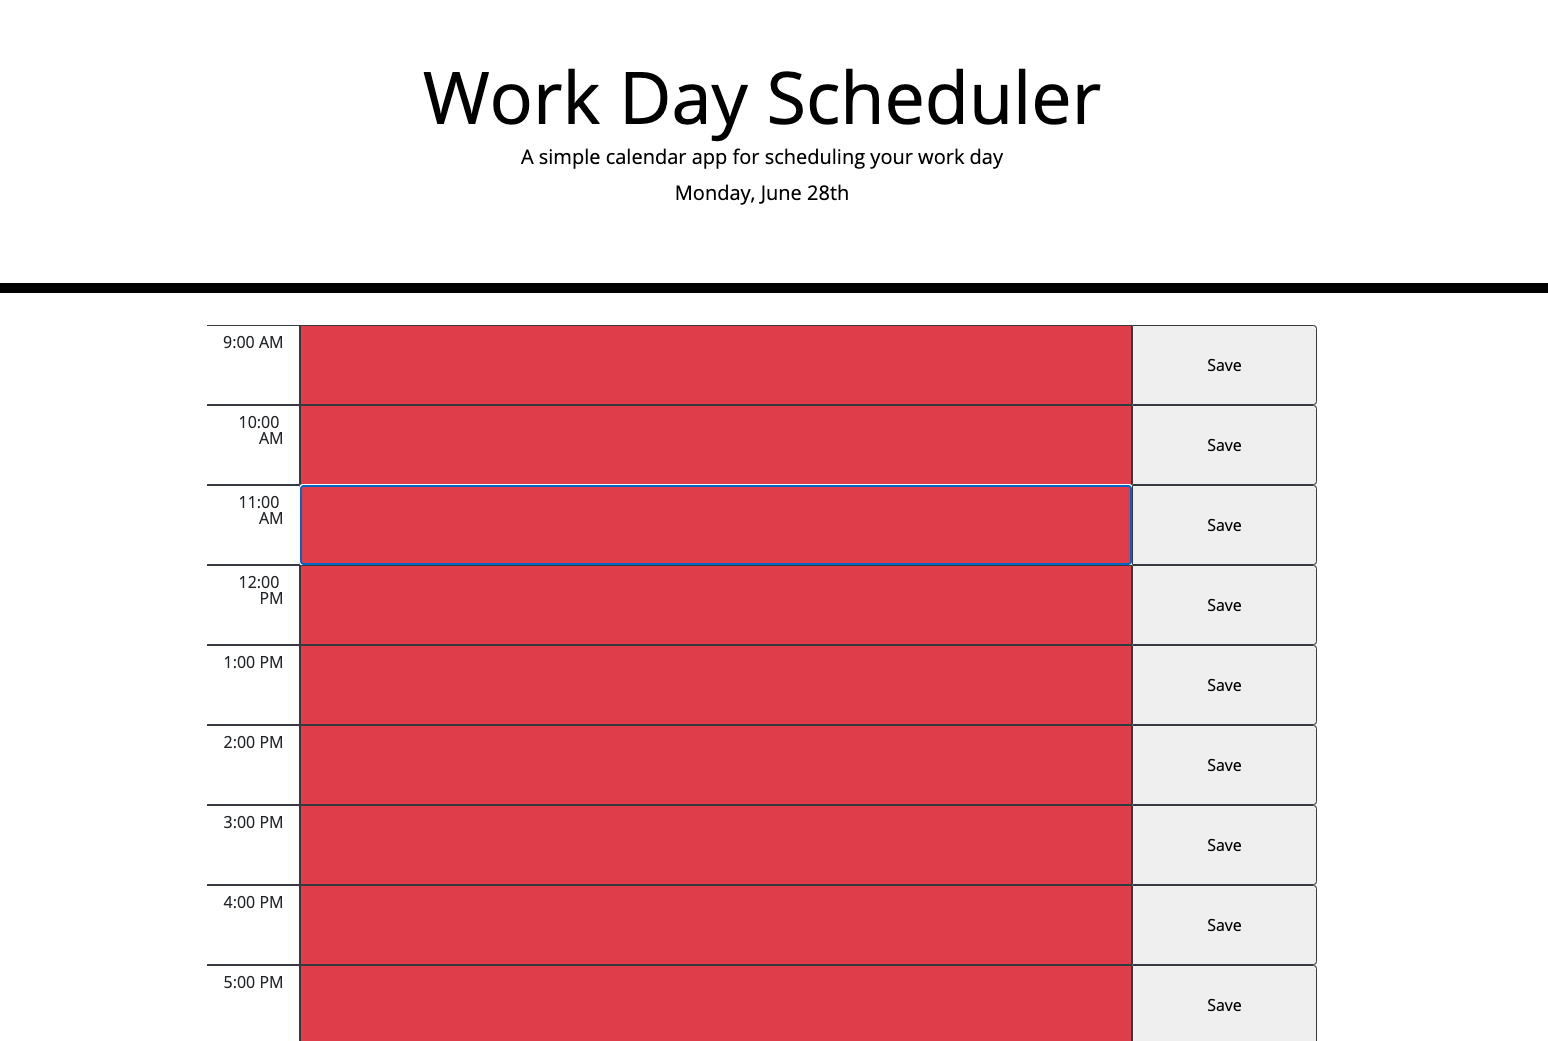 Work Day Scheduler
A simple calendar app for scheduling your work day
Monday, June 28th
9:00 AM
Save
10:00
AM
Save
11:00
AM
Save
12:00
PM
Save
1:00 PM
Save
2:00 PM
Save
3:00 PM
Save
4:00 PM
Save
5:00 PM
Save